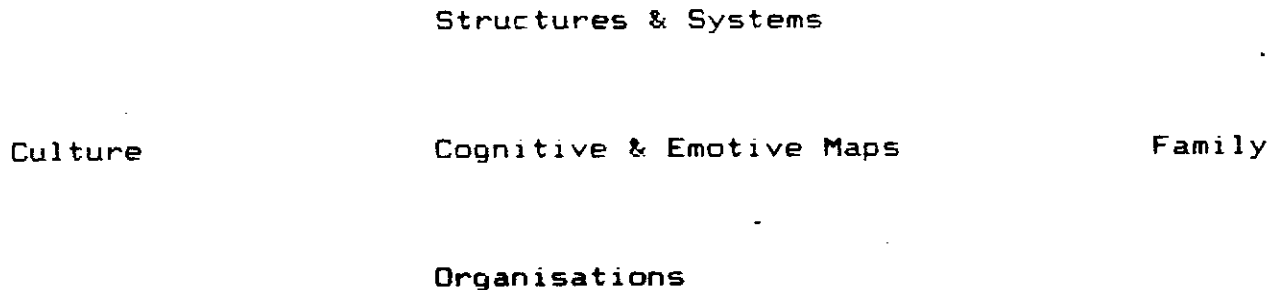 Structures & Systems
Culture Cognitive & Emotive Maps Family
Organisations